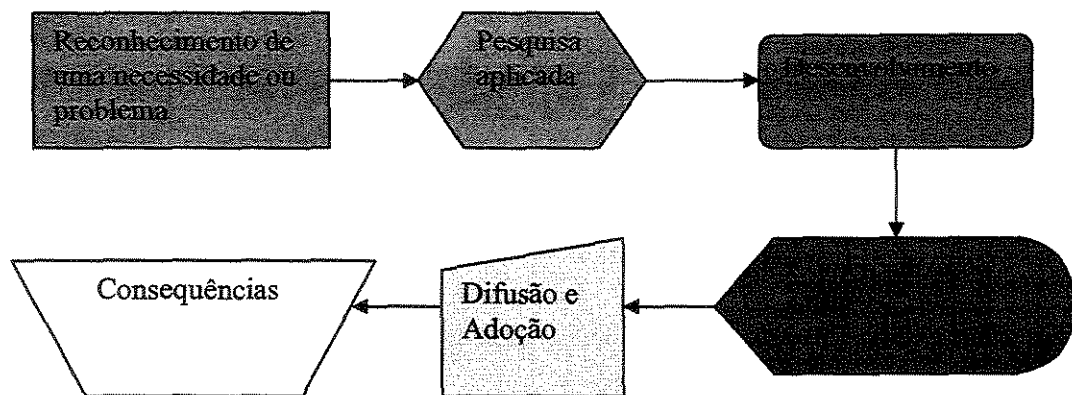 Reconhecimento de
uma necessidade ou
problema
Pesquisa
aplicada
Desenvolvimento
Difusão e
Adoção
Consequências